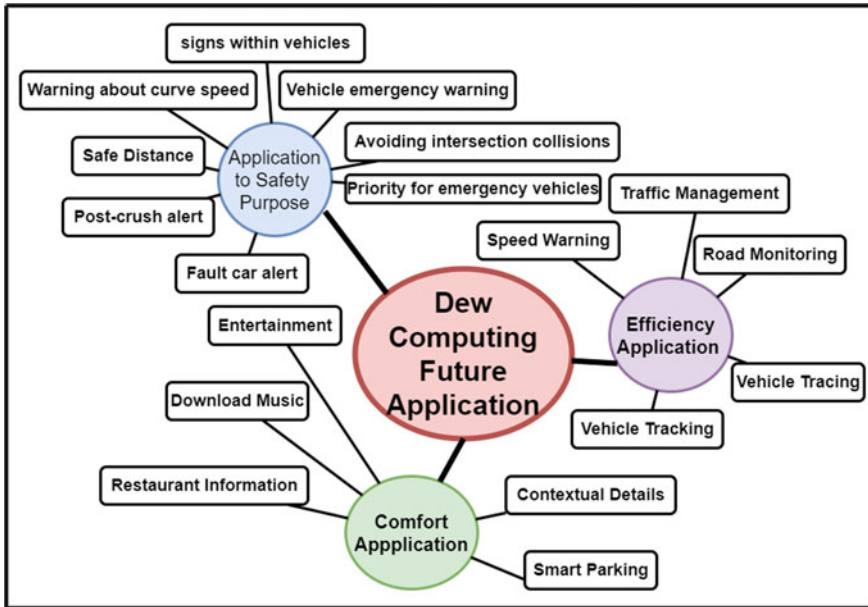 signs within vehicles
Warning about curve speed
Vehicle emergency warning
Safe Distance
Application
to Safety
Purpose
Avoiding intersection collisions
Priority for emergency vehicles
Post-crush alert
Fault car alert
Traffic Management
Speed Warning
Road Monitoring
Efficiency
Application
Vehicle Tracing
Vehicle Tracking
Dew
Computing
Future
Application
Entertainment
Download Music
Restaurant Information
Comfort
Appplication
Contextual Details
Smart Parking